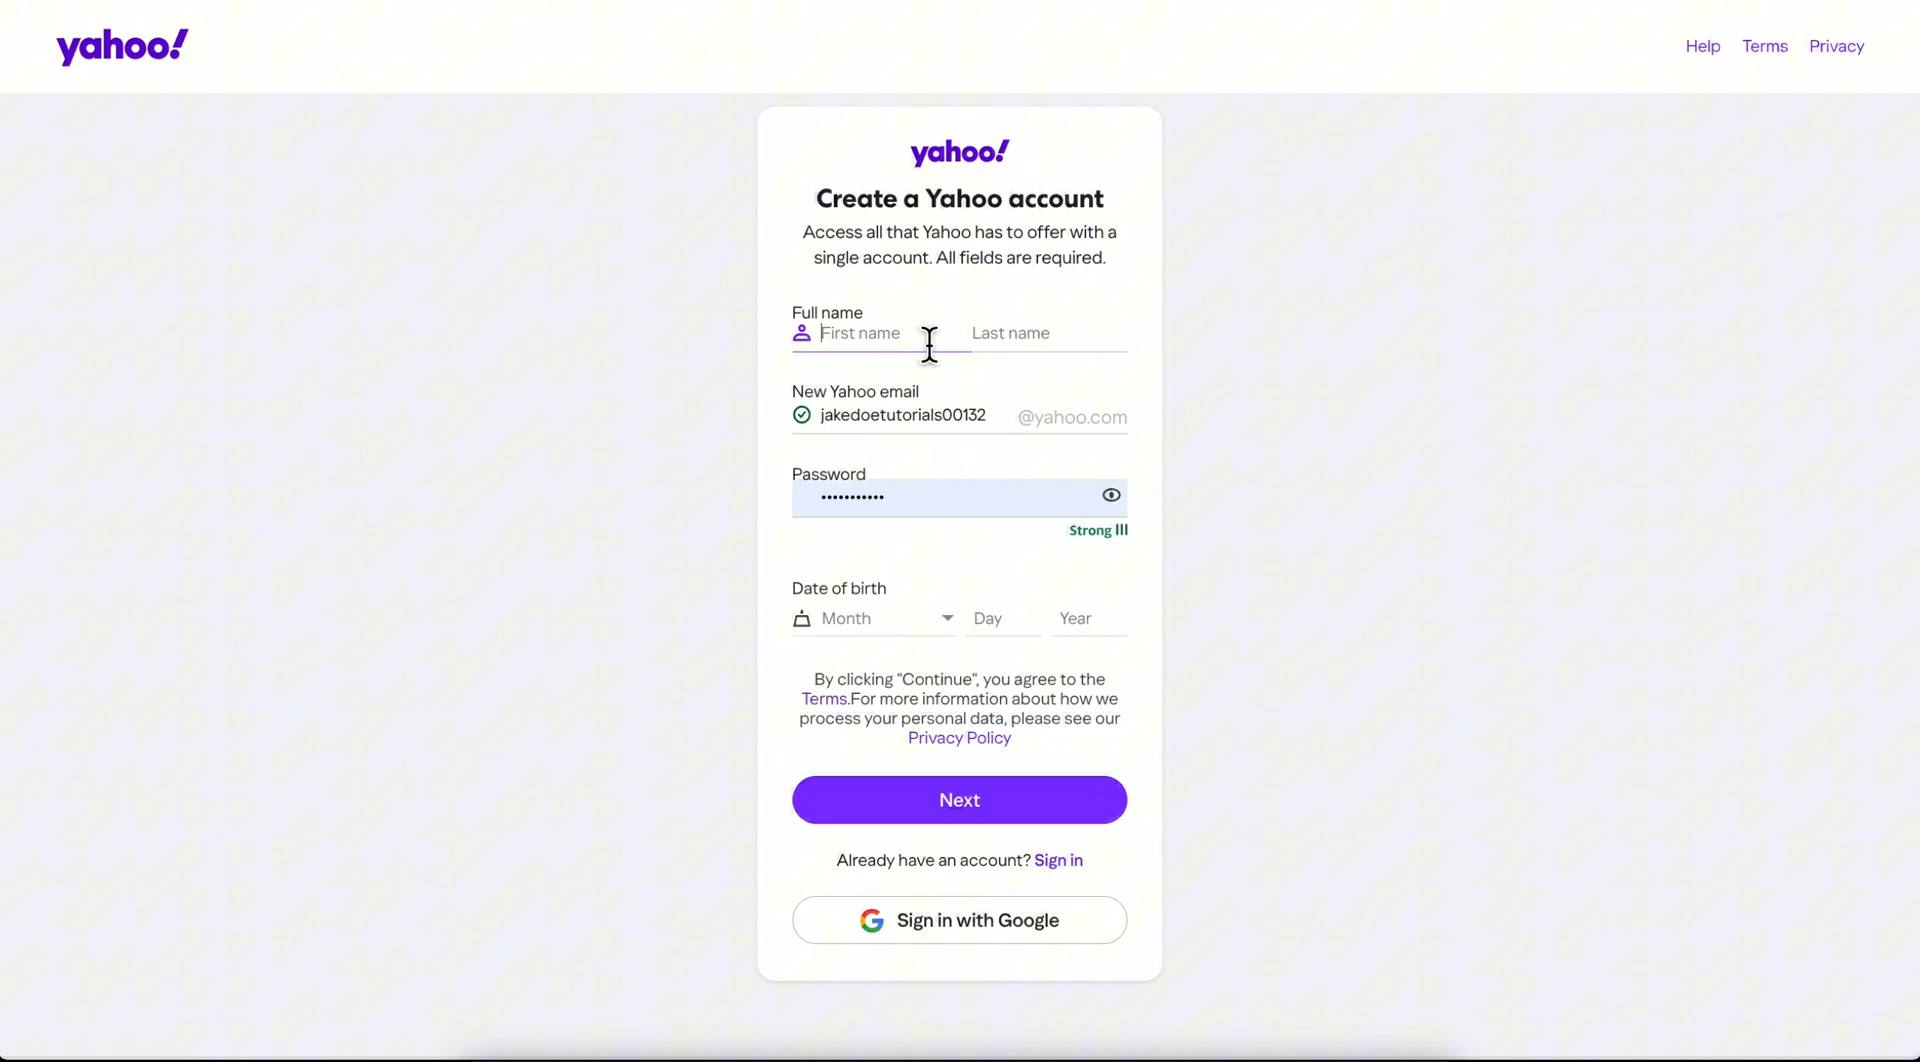 yahoo!
Help Terms Privacy
yahoo!
Create a Yahoo account
Access all that Yahoo has to offer with a
single account. All fields are required.
Full name
First name Last name
New Yahoo email
jakedoetutorials00132 @yahoo.com
Password
•••••••••••
Strong
Date of birth
Month Day Year
By clicking "Continue", you agree to the
Terms.For more information about how we
process your personal data, please see our
Privacy Policy
Next
Already have an account? Sign in
Sign in with Google